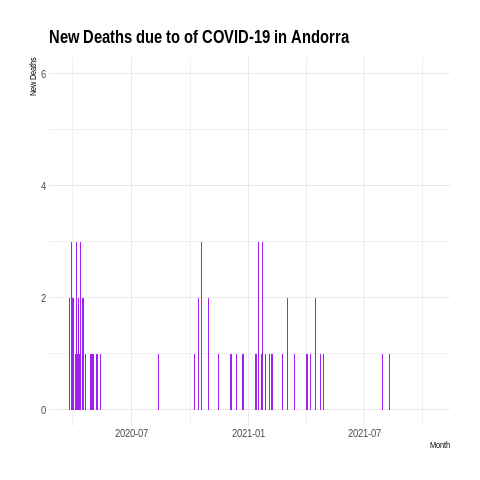 New Deaths due to of COVID-19 in Andorra
New Deaths
6
4
2
0
2020-07 2021-01 2021-07
Month